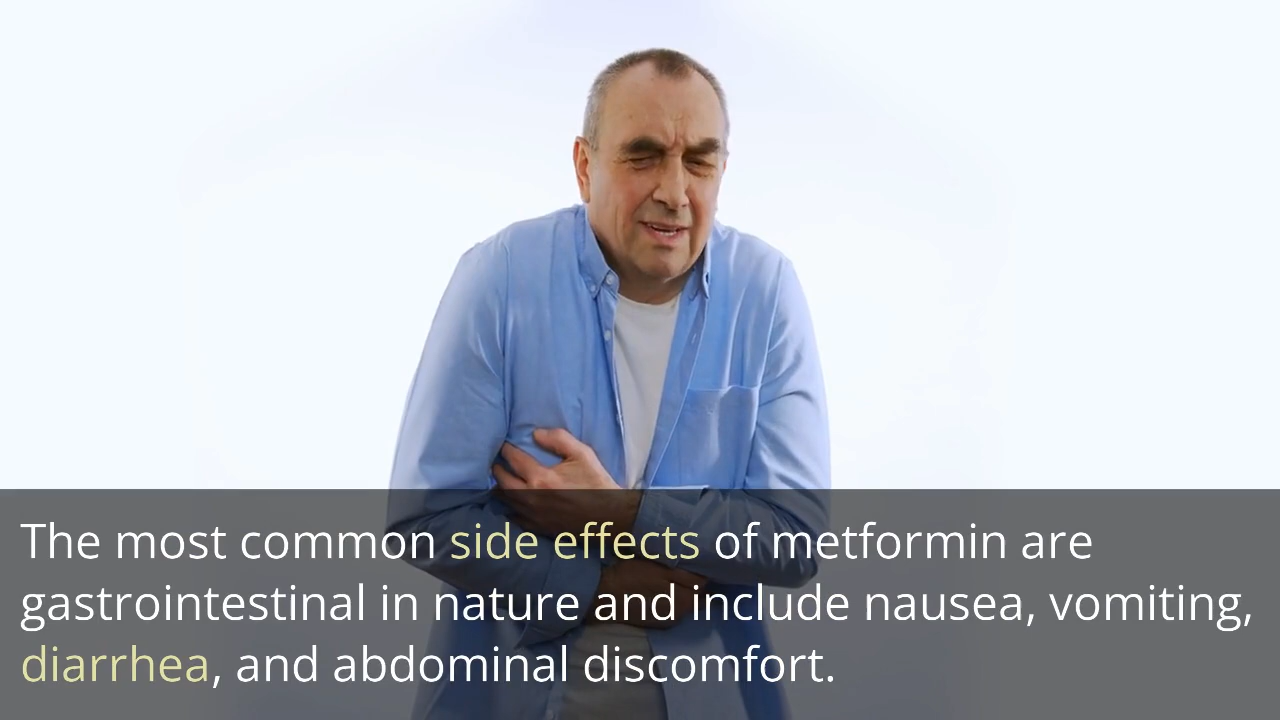 The most common side effects of metformin are
gastrointestinal in nature and include nausea, vomiting,
diarrhea, and abdominal discomfort.